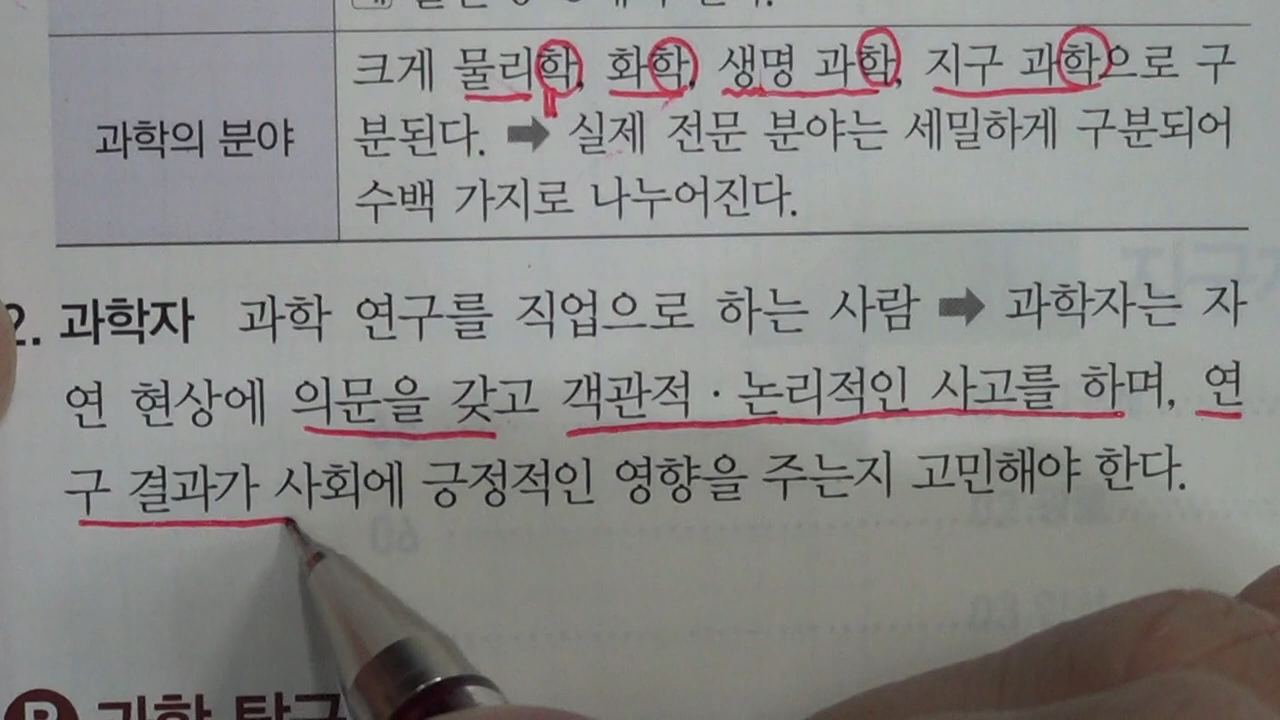 크게 물리학, 화학, 생명 과학, 지구 과학으로 구
과학의 분야
분된다. ➡ 실제 전문 분야는 세밀하게 구분되어
수백 가지로 나누어진다.
2. 과학자 과학 연구를 직업으로 하는 사람 ➡ 과학자는 자
연 현상에 의문을 갖고 객관적·논리적인 사고를 하며, 연
구 결과가 사회에 긍정적인 영향을 주는지 고민해야 한다.
B 과학 탐구